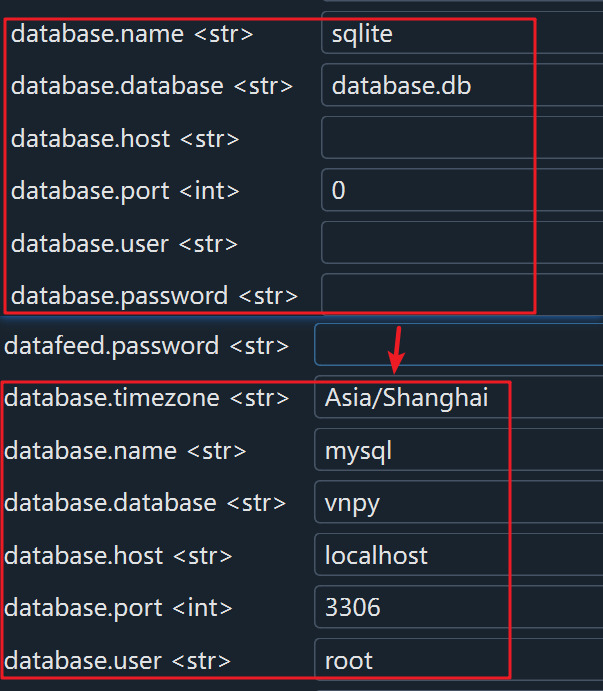 database.name <str> sqlite
database.database <str> database.db
database.host <str>
database.port <int> 0
database.user <str>
database.password <str>
datafeed.password <str>
database.timezone <str> Asia/Shanghai
database.name <str> mysql
database.database <str> vnpy
database.host <str> localhost
database.port <int> 3306
database.user <str> root